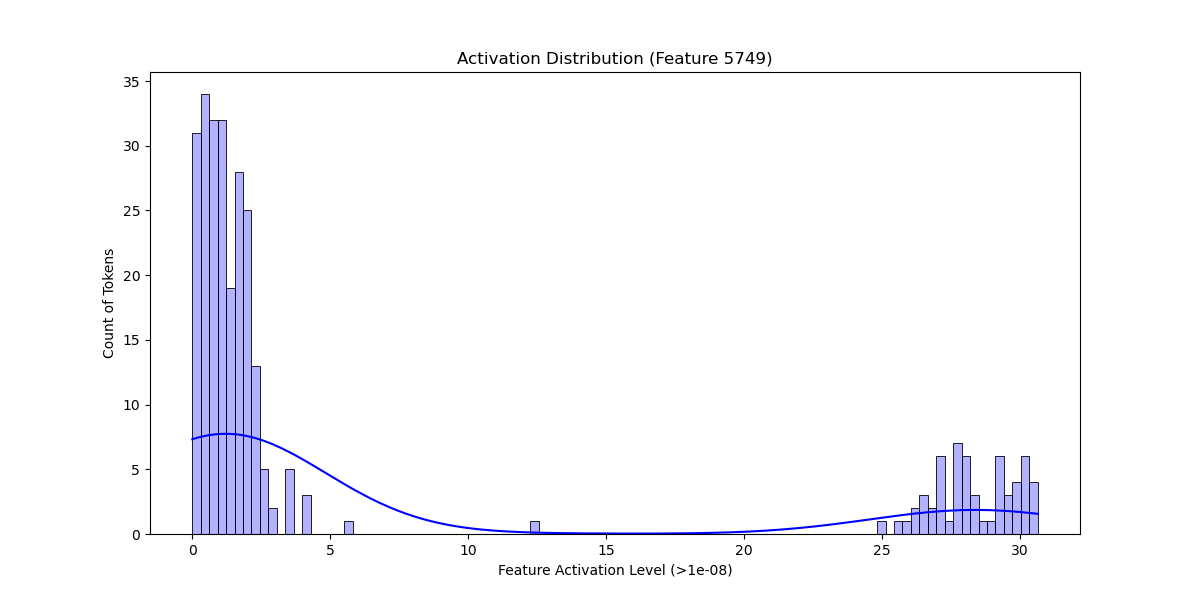 Activation Distribution (Feature 5749)
35
30
25
20
15
10
5
0
Count of Tokens
0 5 10 15 20 25 30
Feature Activation Level (>1e-08)